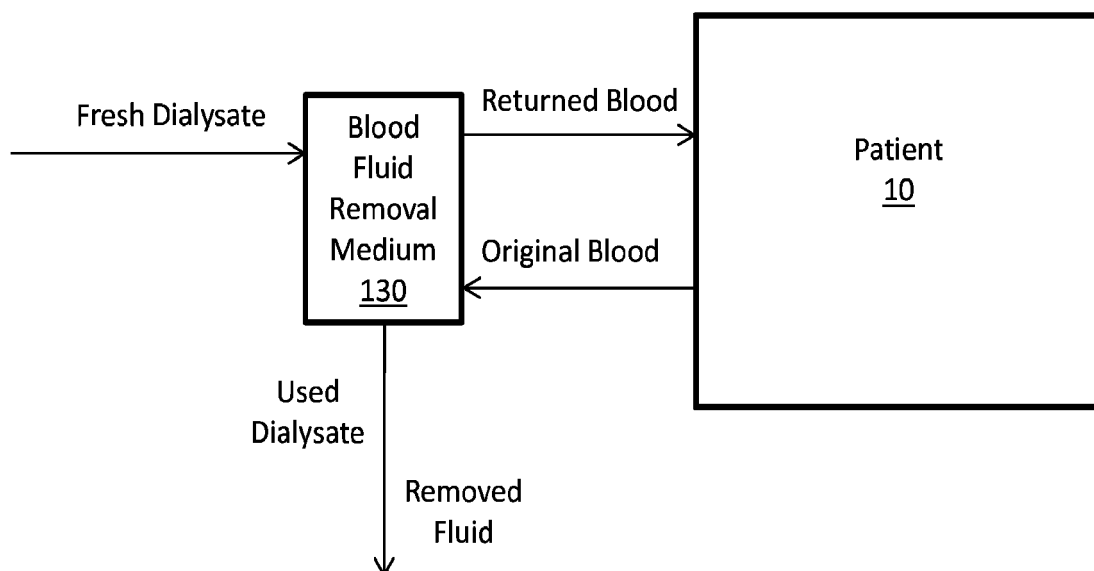 Fresh Dialysate
Blood
Fluid
Removal
Medium
130
Returned Blood
Original Blood
Patient
10
Used
Dialysate
Removed
Fluid